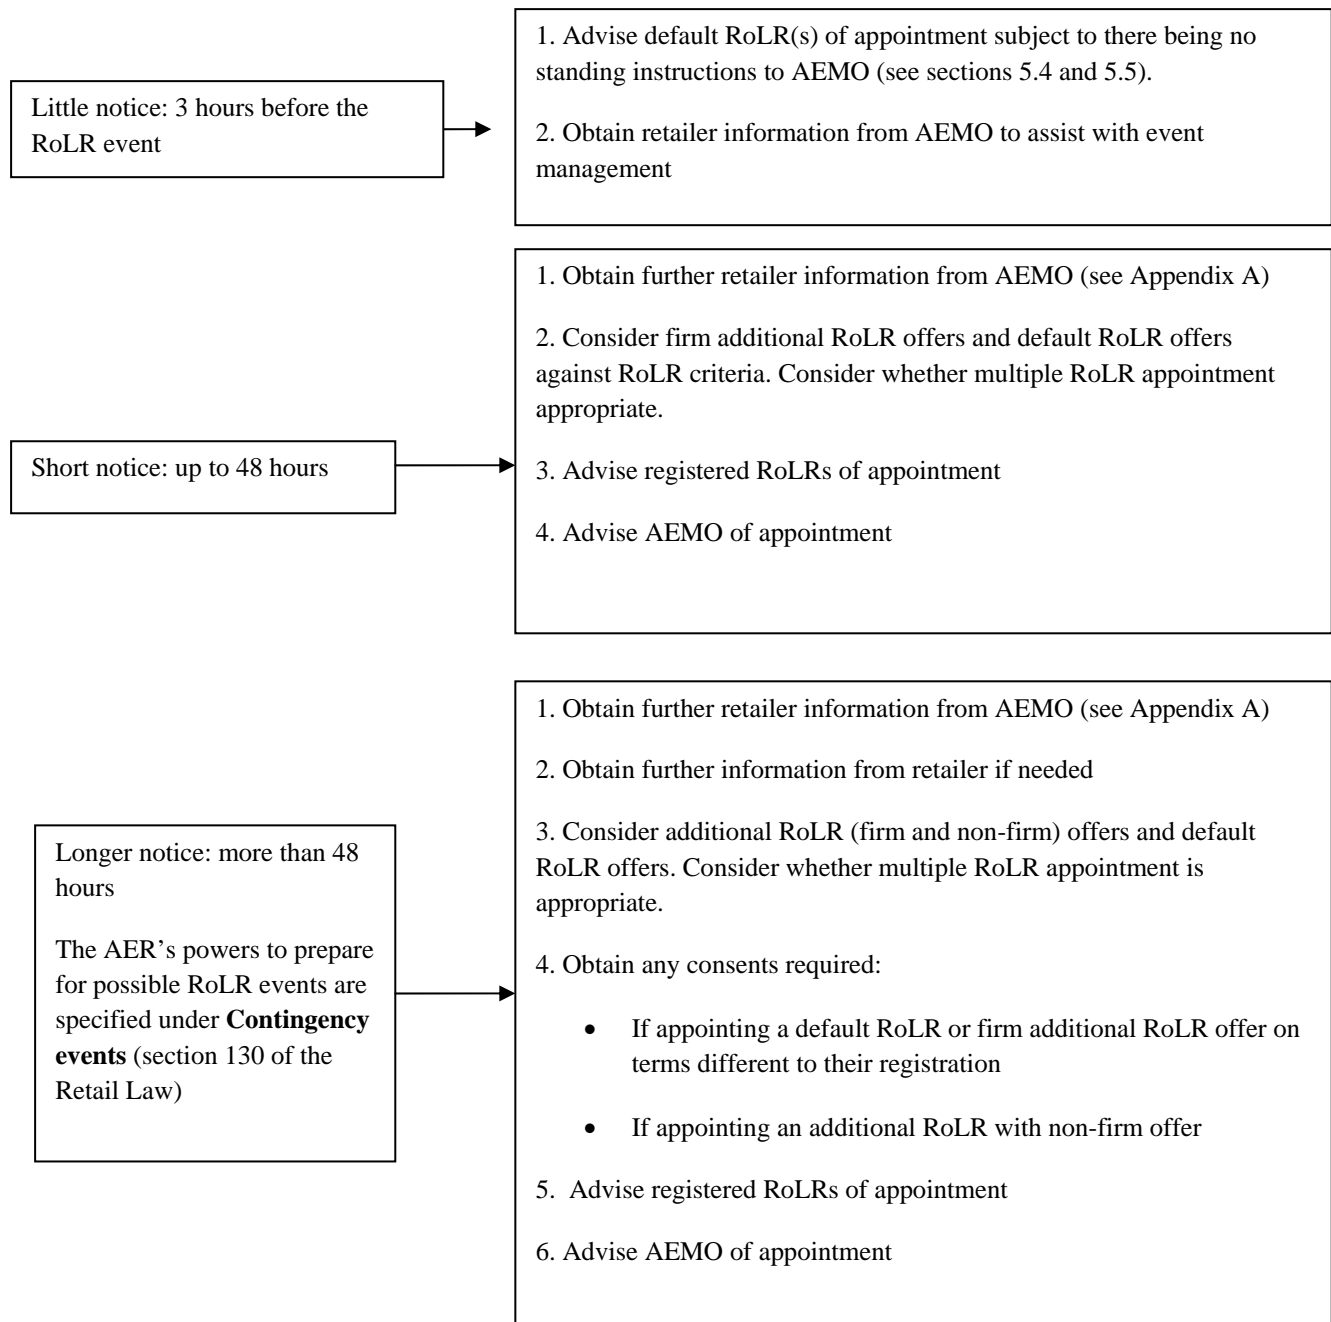 Little notice: 3 hours before the
RoLR event
1. Advise default RoLR(s) of appointment subject to there being no
standing instructions to AEMO (see sections 5.4 and 5.5).
2. Obtain retailer information from AEMO to assist with event
management
Short notice: up to 48 hours
1. Obtain further retailer information from AEMO (see Appendix A)
2. Consider firm additional RoLR offers and default RoLR offers
against RoLR criteria. Consider whether multiple RoLR appointment
appropriate.
3. Advise registered RoLRs of appointment
4. Advise AEMO of appointment
Longer notice: more than 48
hours
The AER’s powers to prepare
for possible RoLR events are
specified under Contingency
events (section 130 of the
Retail Law)
1. Obtain further retailer information from AEMO (see Appendix A)
2. Obtain further information from retailer if needed
3. Consider additional RoLR (firm and non-firm) offers and default
RoLR offers. Consider whether multiple RoLR appointment is
appropriate.
4. Obtain any consents required:
• If appointing a default RoLR or firm additional RoLR offer on
terms different to their registration
• If appointing an additional RoLR with non-firm offer
5. Advise registered RoLRs of appointment
6. Advise AEMO of appointment